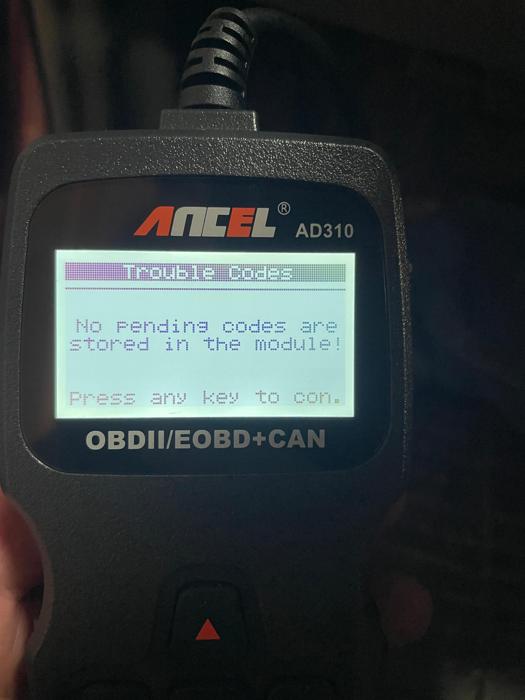 ANCEL®
AD310
Trouble Codes
No pending codes are
stored in the module!
Press any key to con.
OBDII/EOBD+CAN